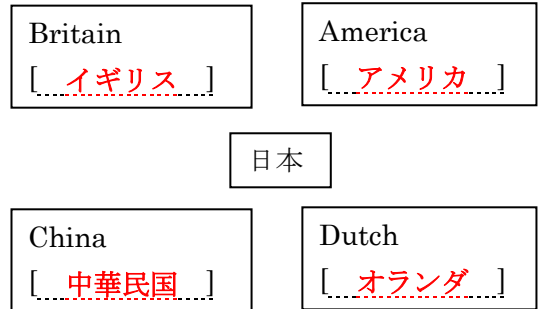 Britain
[ イギリス ]
America
[ アメリカ ]
日本
China
[ 中華民国 ]
Dutch
[ オランダ ]